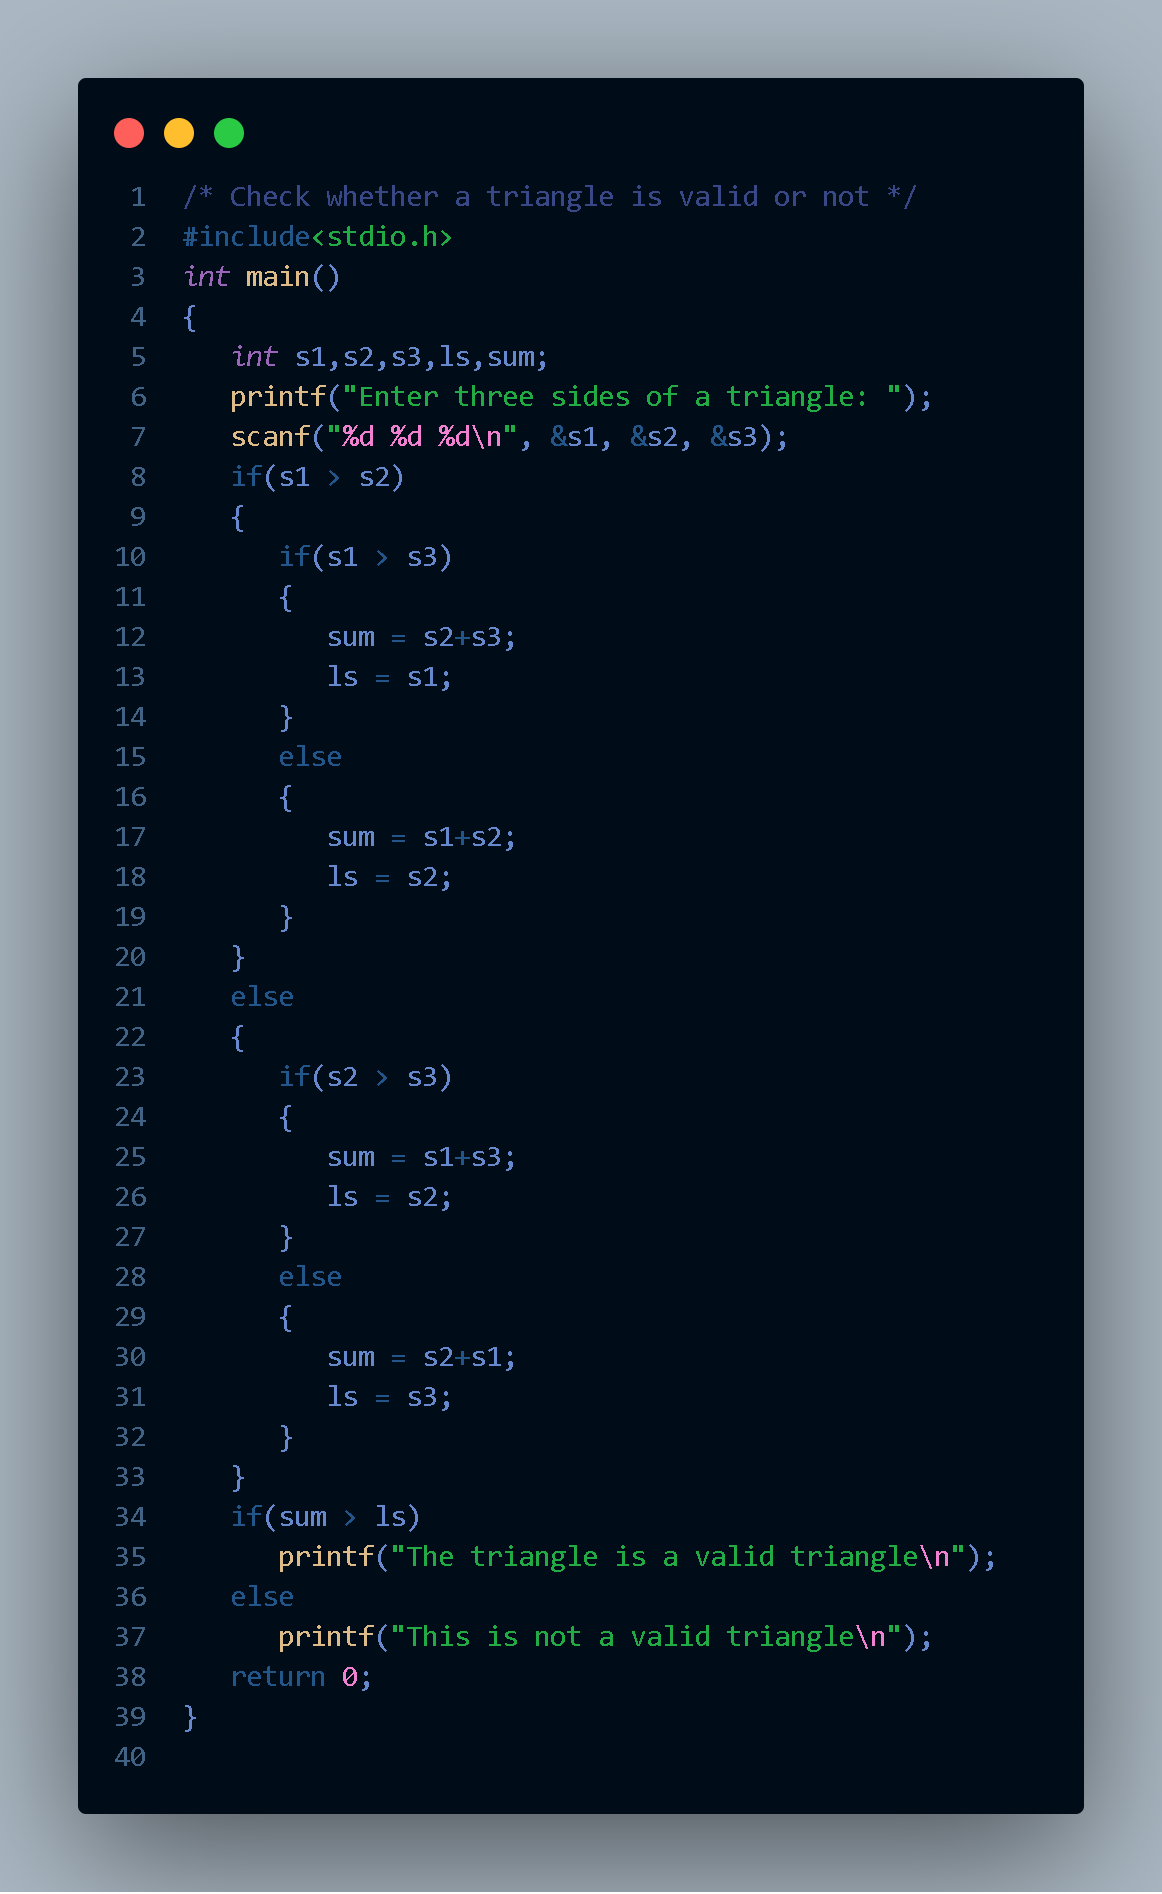 1 /* Check whether a triangle is valid or not */
2 #include<stdio.h>
3 int main()
4 {
5    int s1,s2,s3,ls,sum;
6    printf("Enter three sides of a triangle: ");
7    scanf("%d %d %d\n", &s1, &s2, &s3);
8    if(s1 > s2)
9    {
10       if(s1 > s3)
11       {
12          sum = s2+s3;
13          ls = s1;
14       }
15       else
16       {
17          sum = s1+s2;
18          ls = s2;
19       }
20    }
21    else
22    {
23       if(s2 > s3)
24       {
25          sum = s1+s3;
26          ls = s2;
27       }
28       else
29       {
30          sum = s2+s1;
31          ls = s3;
32       }
33    }
34    if(sum > ls)
35       printf("The triangle is a valid triangle\n");
36    else
37       printf("This is not a valid triangle\n");
38    return 0;
39 }
40